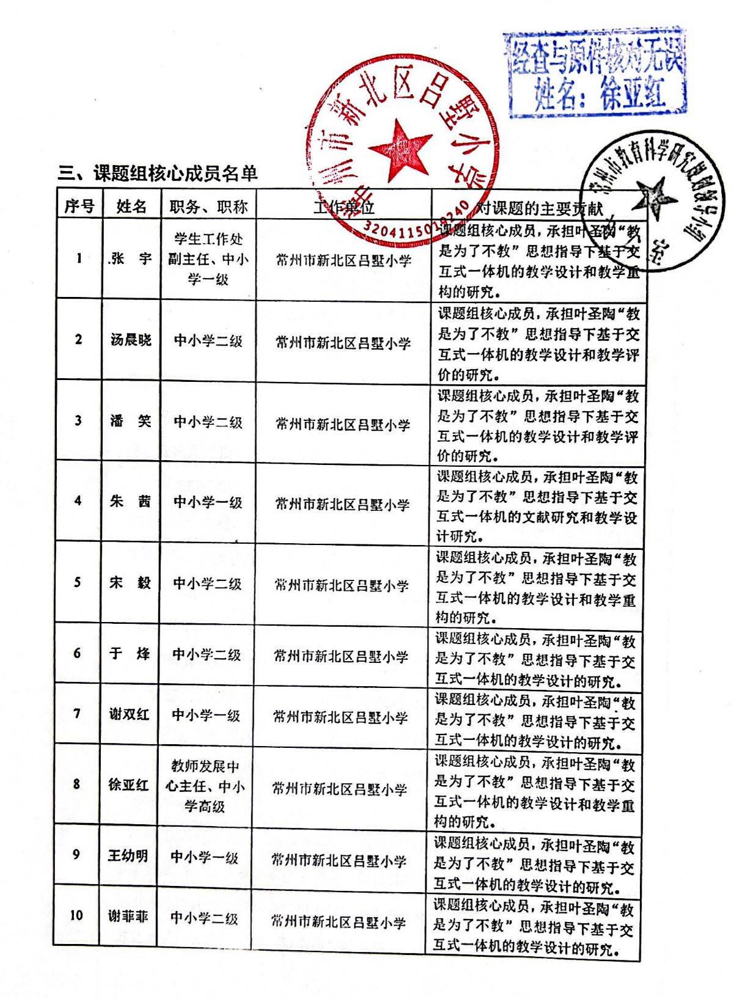 经查与原件核对无误
姓名：徐亚红
常州市新北区吕墅小学
3204115019240
常州市教育科学研究规划领导小组
办公室
三、课题组核心成员名单
序号 姓名 职务、职称 工作单位 对课题的主要贡献
1 张 宇 学生工作处
副主任、中小
学一级 常州市新北区吕墅小学 课题组核心成员，承担叶圣陶“教
是为了不教”思想指导下基于交
互式一体机的教学设计和教学重
构的研究。
2 汤晨晓 中小学二级 常州市新北区吕墅小学 课题组核心成员，承担叶圣陶“教
是为了不教”思想指导下基于交
互式一体机的教学设计和教学评
价的研究。
3 潘 笑 中小学二级 常州市新北区吕墅小学 课题组核心成员，承担叶圣陶“教
是为了不教”思想指导下基于交
互式一体机的教学设计和教学评
价的研究。
4 朱 茜 中小学一级 常州市新北区吕墅小学 课题组核心成员，承担叶圣陶“教
是为了不教”思想指导下基于交
互式一体机的文献研究和教学设
计研究。
5 宋 毅 中小学二级 常州市新北区吕墅小学 课题组核心成员，承担叶圣陶“教
是为了不教”思想指导下基于交
互式一体机的教学设计和教学重
构的研究。
6 于 烽 中小学二级 常州市新北区吕墅小学 课题组核心成员，承担叶圣陶“教
是为了不教”思想指导下基于交
互式一体机的教学设计的研究。
7 谢双红 中小学一级 常州市新北区吕墅小学 课题组核心成员，承担叶圣陶“教
是为了不教”思想指导下基于交
互式一体机的教学设计的研究。
8 徐亚红 教师发展中
心主任、中小
学高级 常州市新北区吕墅小学 课题组核心成员，承担叶圣陶“教
是为了不教”思想指导下基于交
互式一体机的教学设计和教学重
构的研究。
9 王幼明 中小学一级 常州市新北区吕墅小学 课题组核心成员，承担叶圣陶“教
是为了不教”思想指导下基于交
互式一体机的教学设计的研究。
10 谢菲菲 中小学二级 常州市新北区吕墅小学 课题组核心成员，承担叶圣陶“教
是为了不教”思想指导下基于交
互式一体机的教学设计的研究。